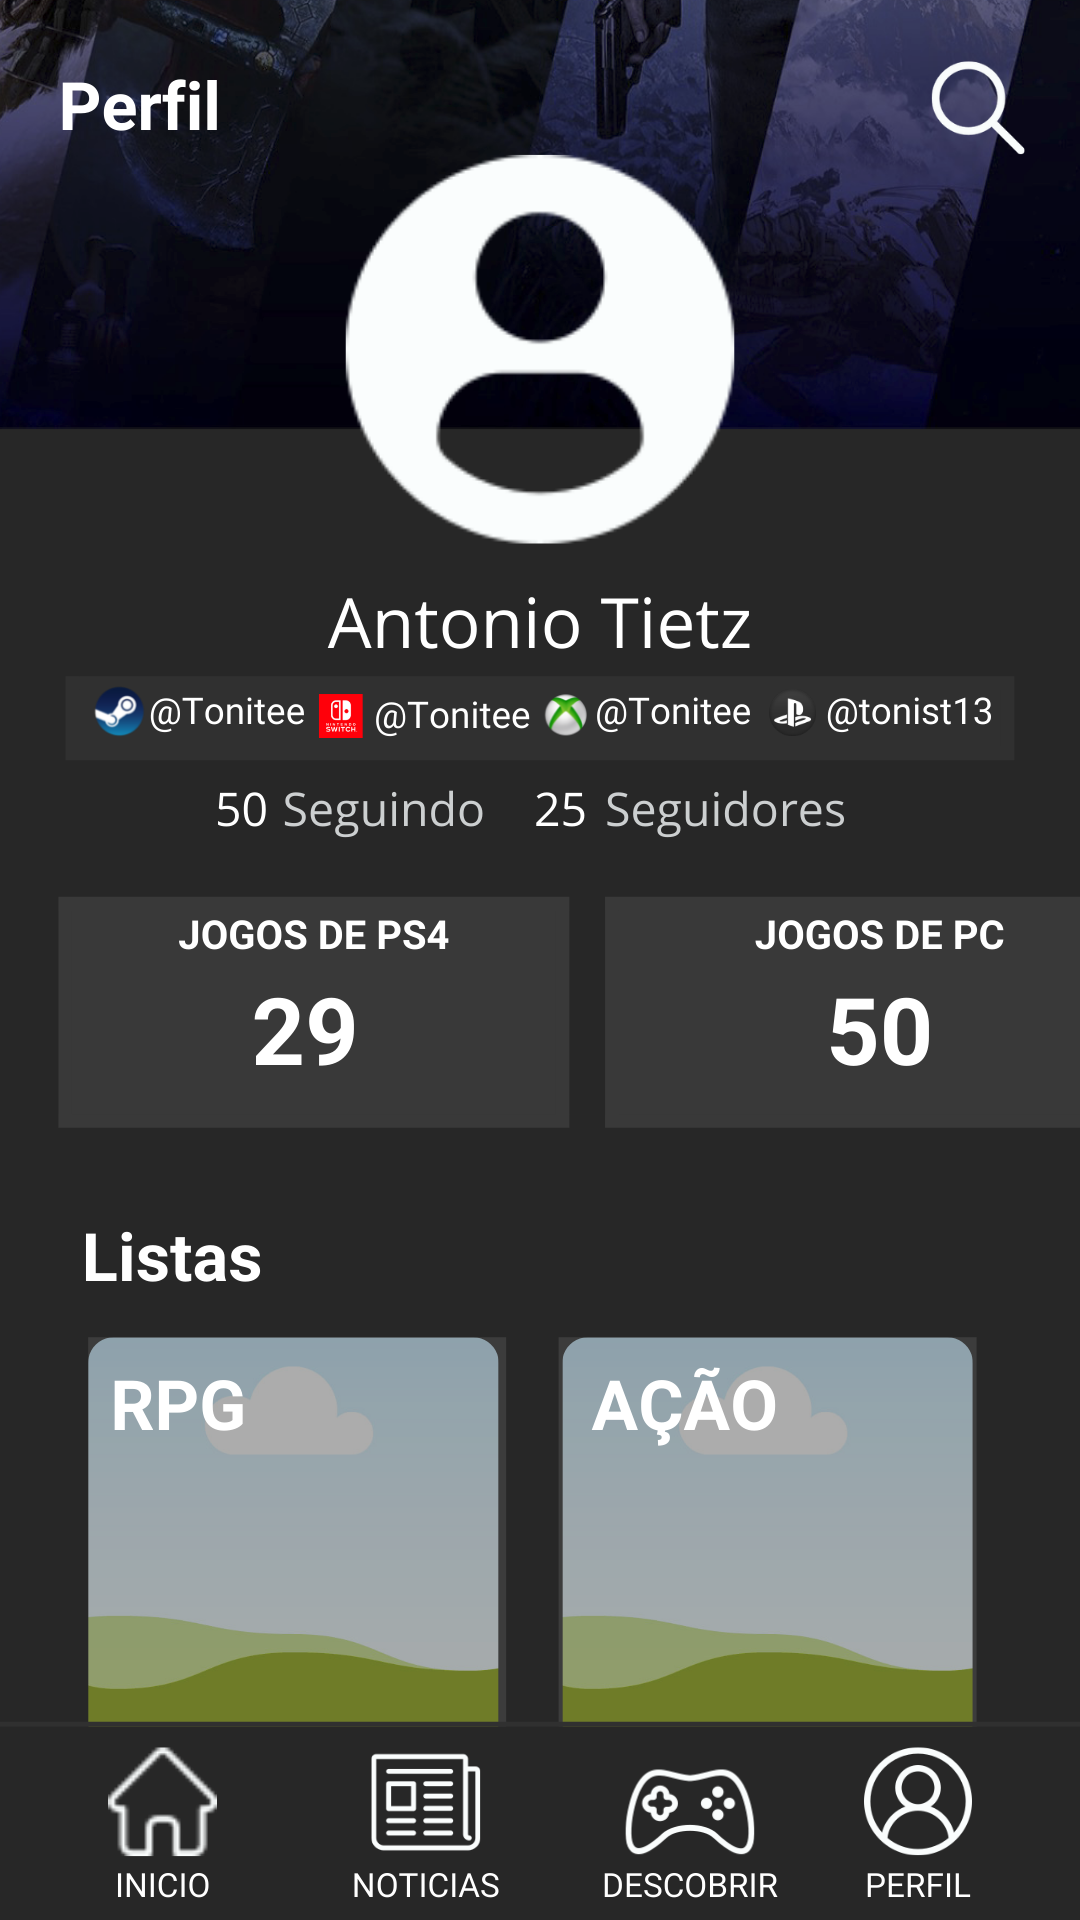 Perfil
Antonio Tietz
@Tonitee NINTENDO SWITCH @Tonitee @Tonitee @tonist13
50 Seguindo 25 Seguidores
JOGOS DE PS4 JOGOS DE PC
29 50
Listas
RPG AÇÃO
INICIO NOTICIAS DESCOBRIR PERFIL